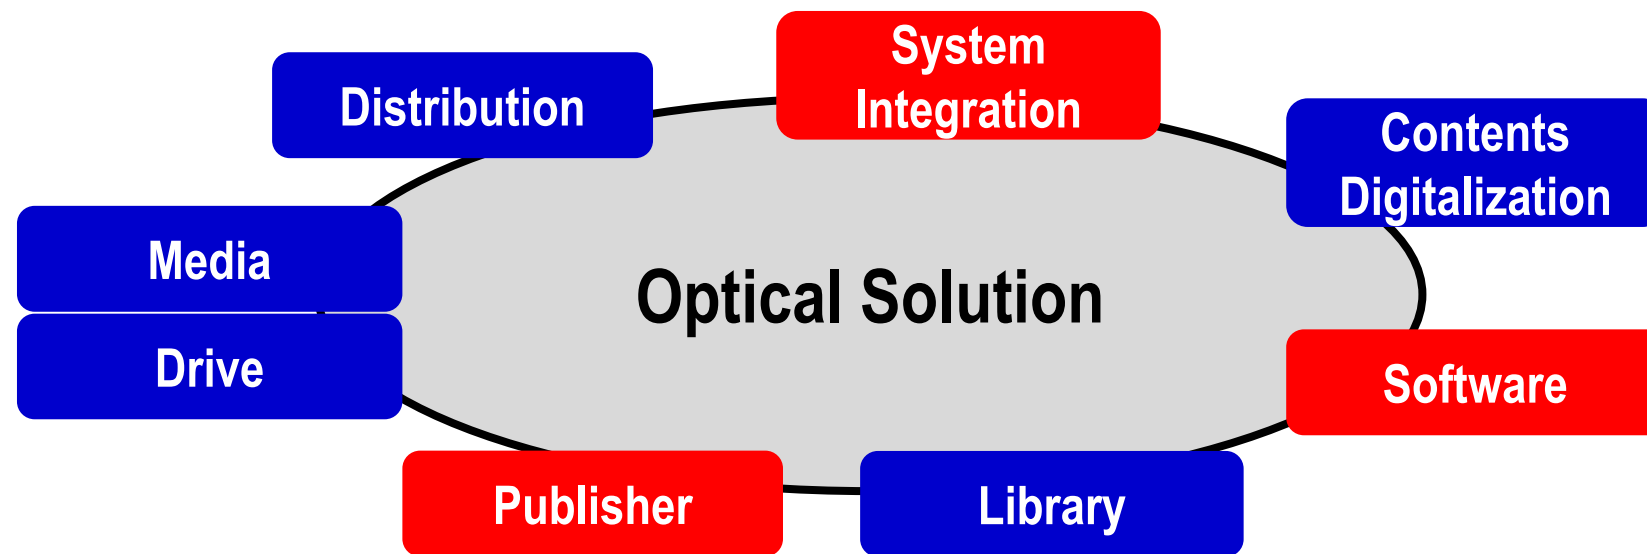 System
Integration
Distribution
Contents
Digitalization
Media
Optical Solution
Drive
Software
Publisher
Library